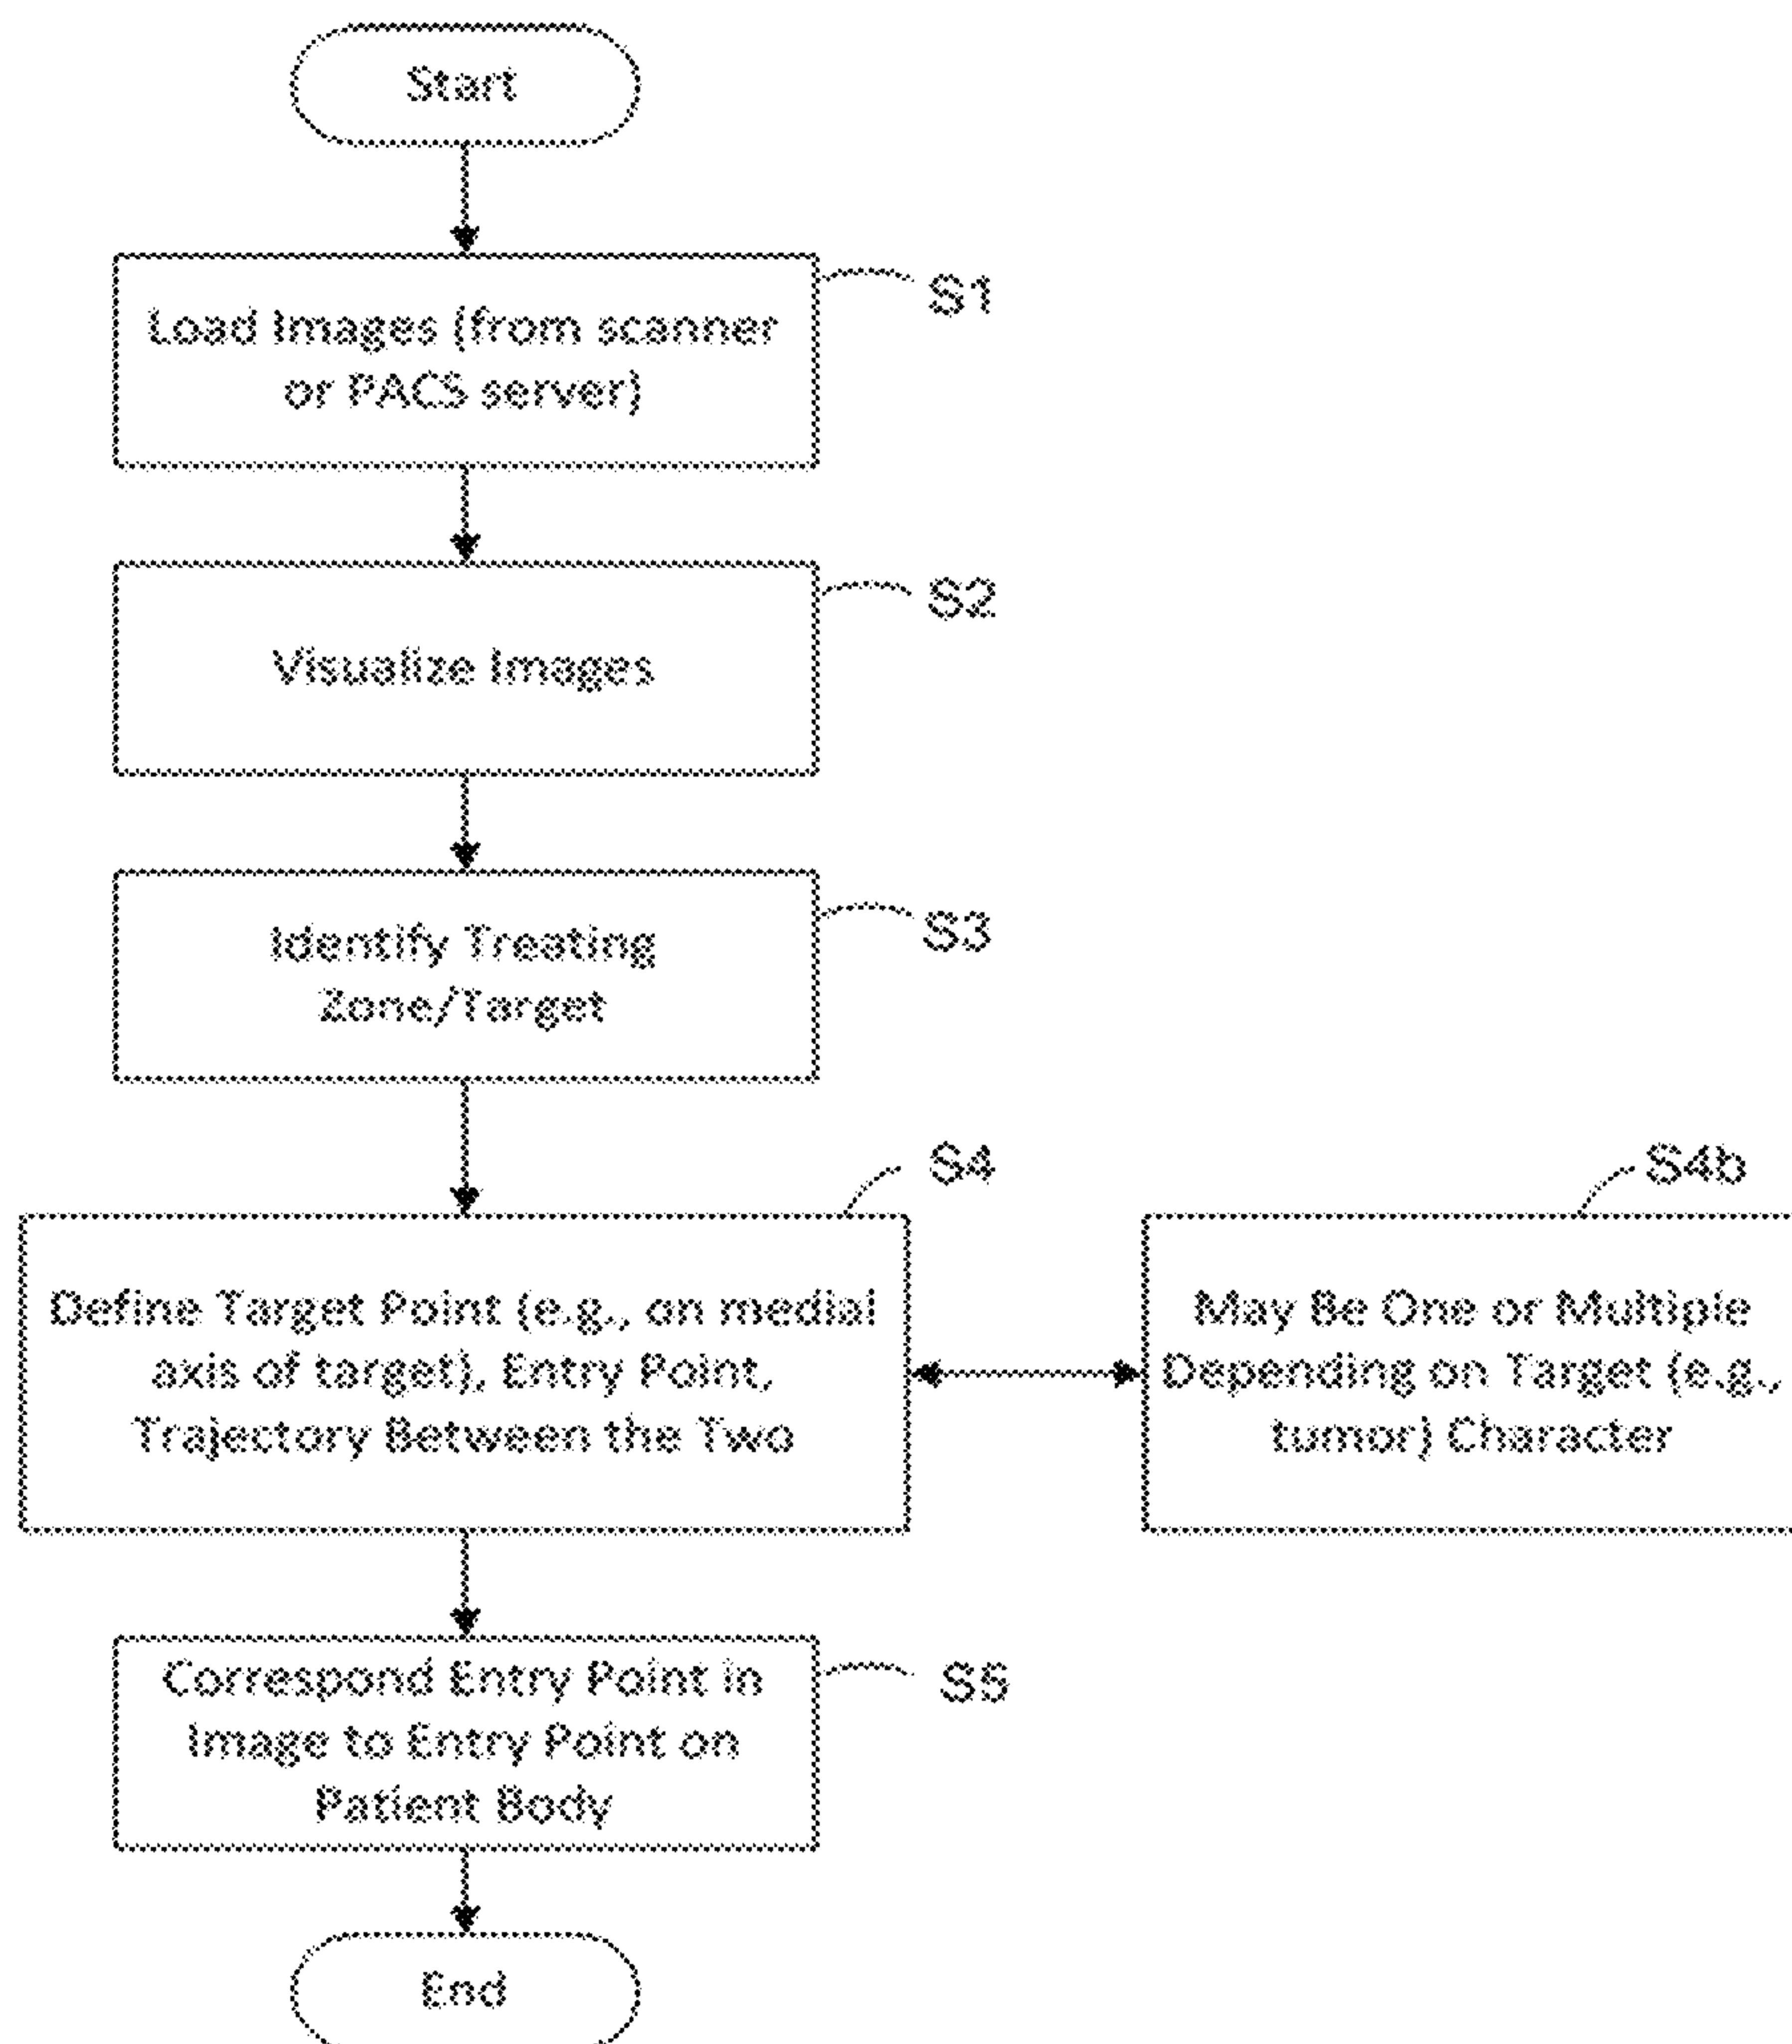 Start
Load Images (from scanner
or PACS server)
S1
Visualize Images
S2
Identify Treating
Zone/Target
S3
Define Target Point (e.g., on medial
axis of target), Entry Point,
Trajectory Between the Two
S4
May Be One or Multiple
Depending on Target (e.g.,
tumor) Character
S4b
Correspond Entry Point in
Image to Entry Point on
Patient Body
S5
End